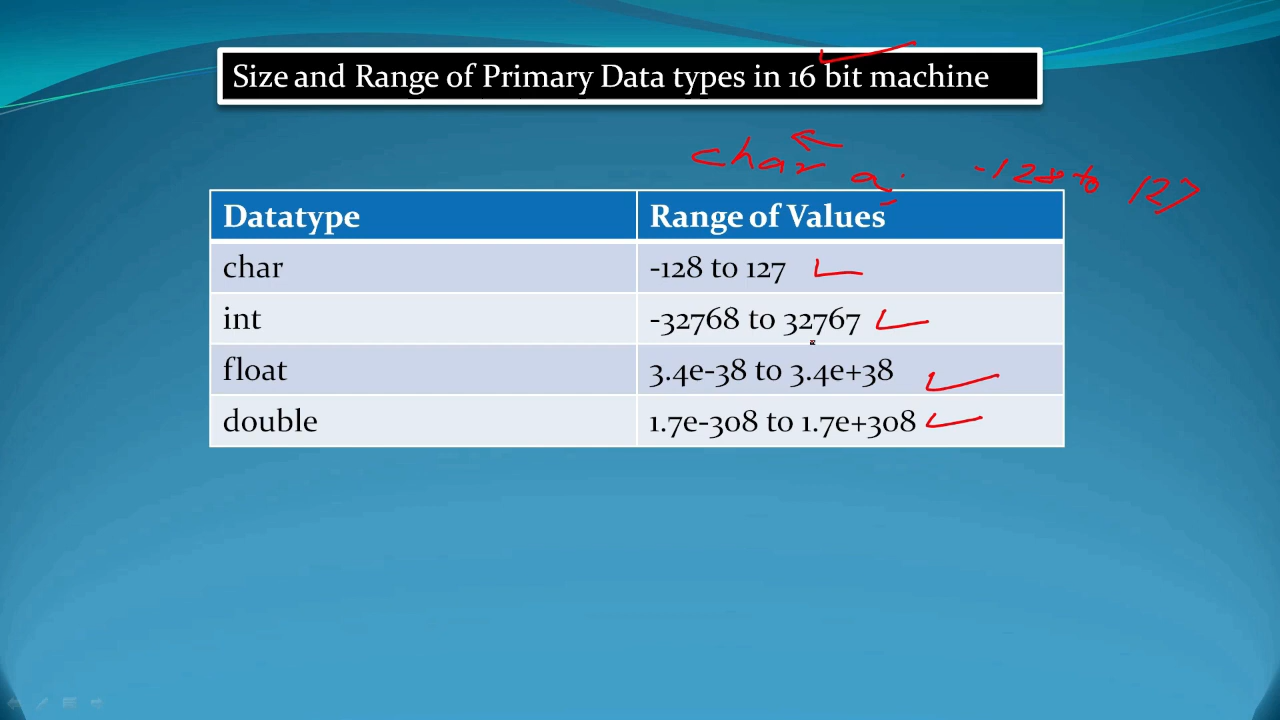 Size and Range of Primary Data types in 16 bit machine
char a; -128 to 127
Datatype Range of Values
char -128 to 127
int -32768 to 32767
float 3.4e-38 to 3.4e+38
double 1.7e-308 to 1.7e+308